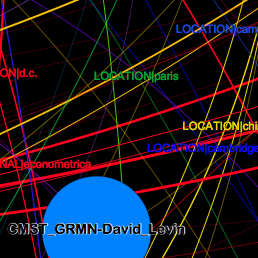 LOCATION|cam
ON|d.c.
LOCATION|paris
LOCATION|chi
LOCATION|cambridge
NAL|econometrica
CMST_GRMN-David_Levin